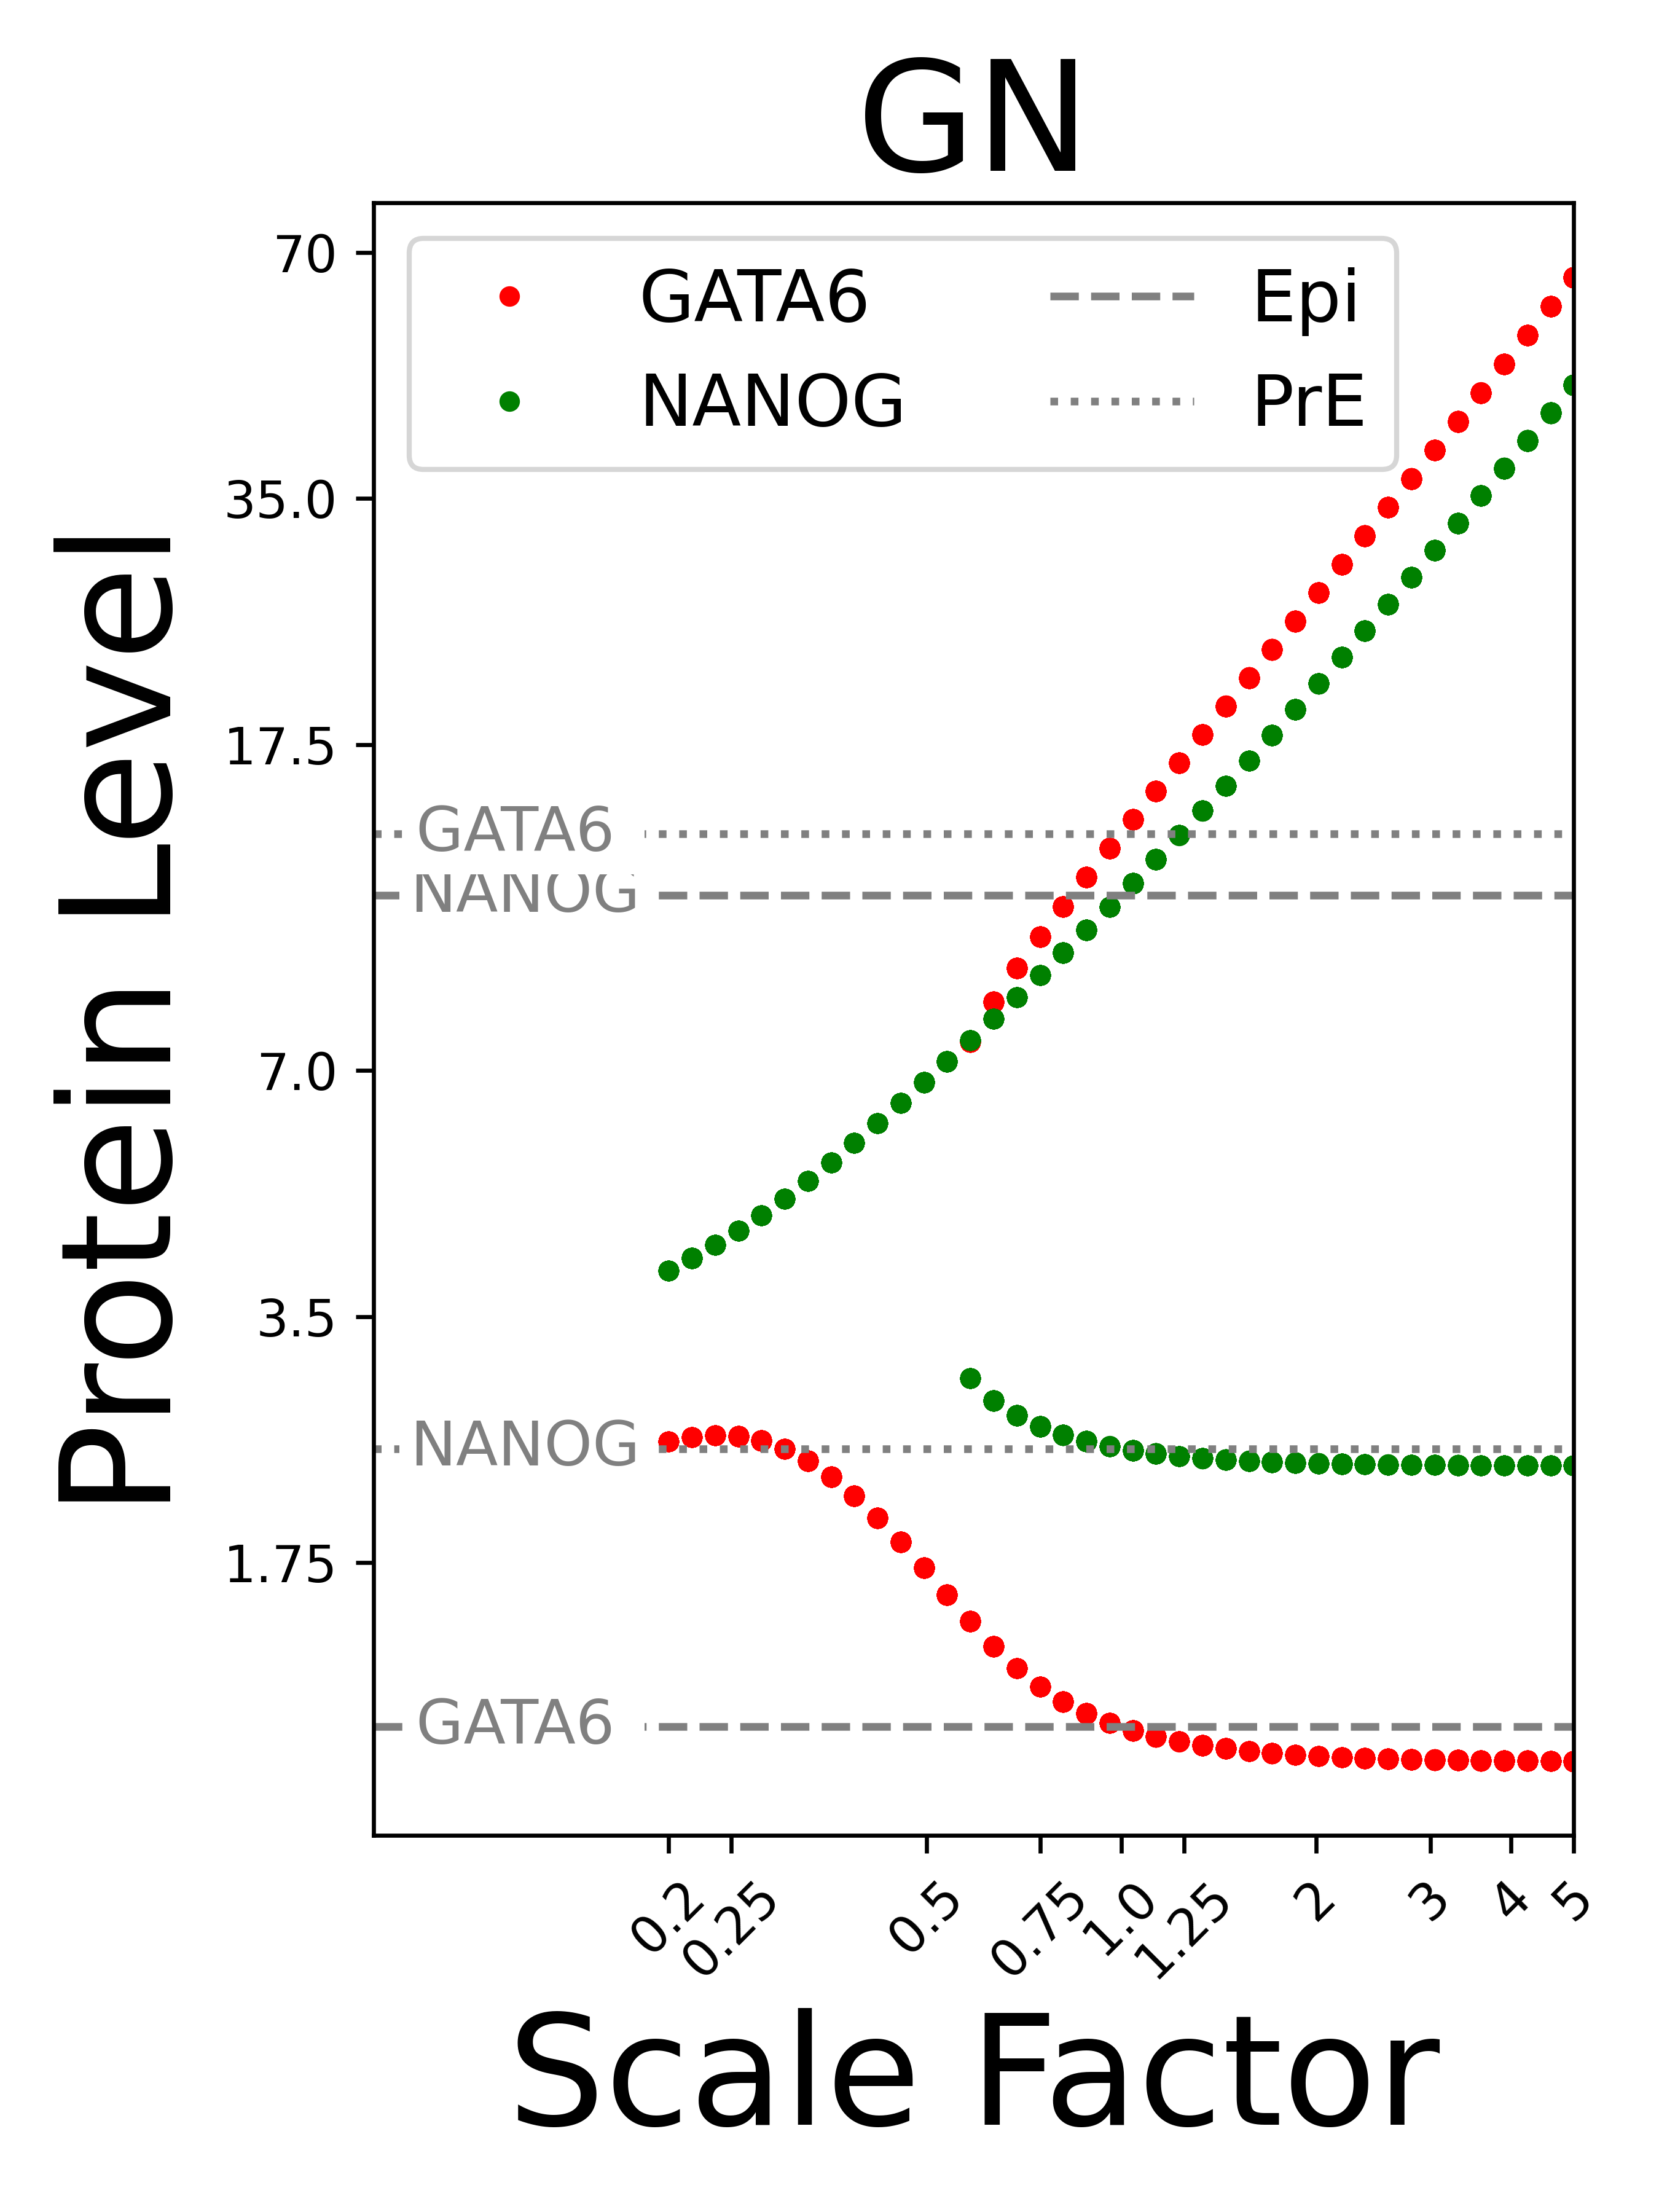 GN
70
35.0
17.5
7.0
3.5
1.75
Protein Level
GATA6
NANOG
Epi
PrE
GATA6
NANOG
NANOG
GATA6
0.2
0.25
0.5
0.75
1.0
1.25
2
3
4
5
Scale Factor